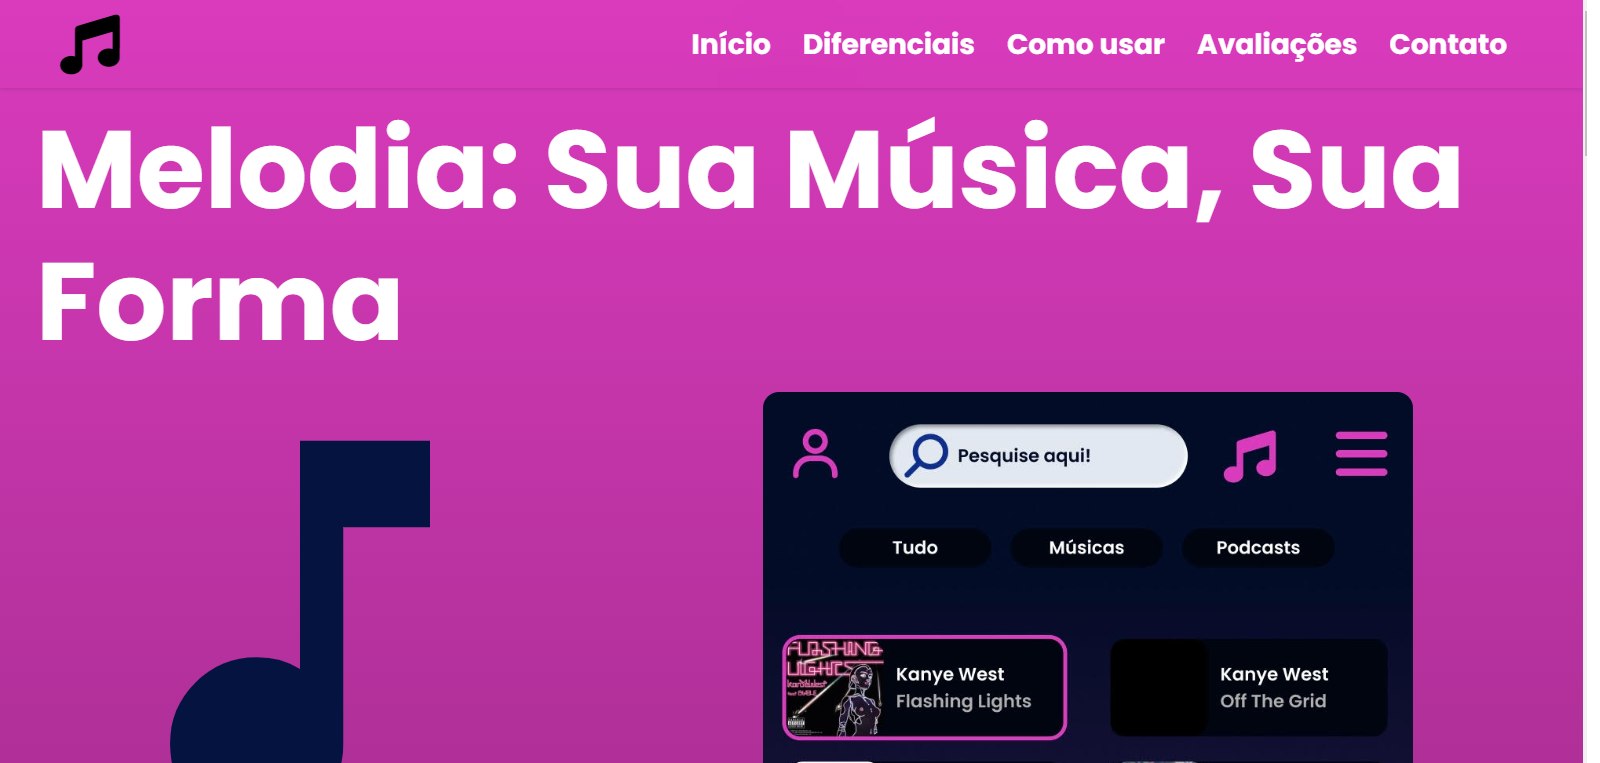 Início Diferenciais Como usar Avaliações Contato
Melodia: Sua Música, Sua
Forma
Pesquise aqui!
Tudo Músicas Podcasts
FLASHING
LIGHTS
Kanye West
Flashing Lights
Kanye West
Off The Grid